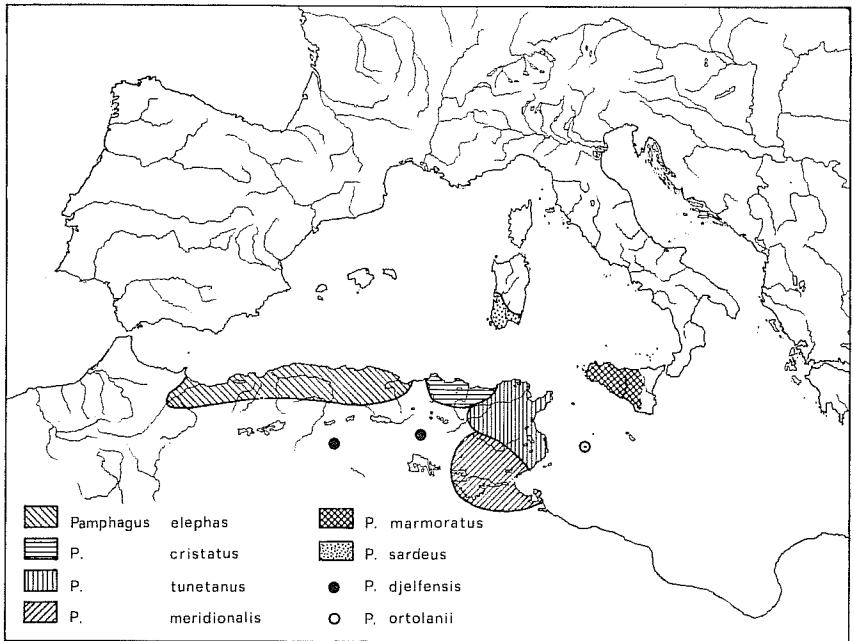 Pamphagus elephas
P. cristatus
P. tunetanus
P. meridionalis
P. marmoratus
P. sardeus
P. djelfensis
P. ortolanii